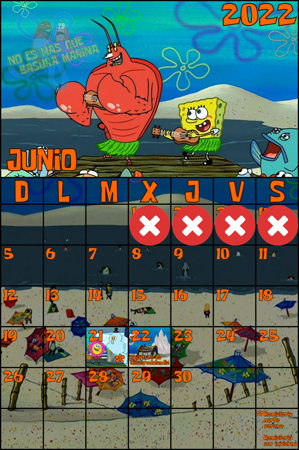 2022
NO ES MAS QUE
BASURA MARINA
JUNIO
D L M X J V S
5 6 7 8 9 10 11
12 13 14 15 16 17 18
19 20 21 22 23 24 25
26 27 28 29 30